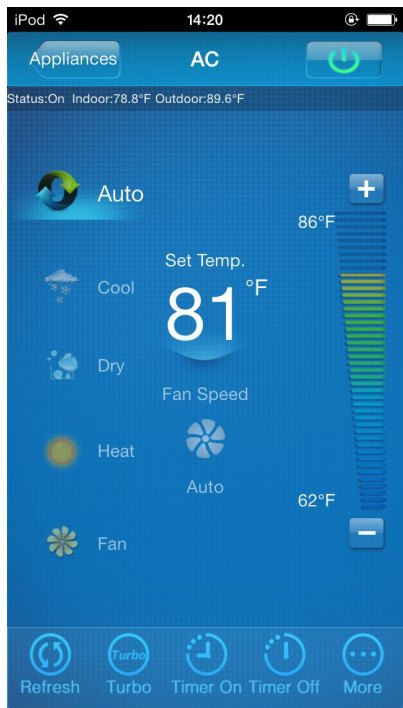 iPod 14:20
Appliances AC
Status:On Indoor:78.8°F Outdoor:89.6°F
Auto
86°F
Set Temp.
Cool
81°F
Dry
Fan Speed
Heat
Auto
62°F
Fan
Turbo
Refresh Turbo Timer On Timer Off More